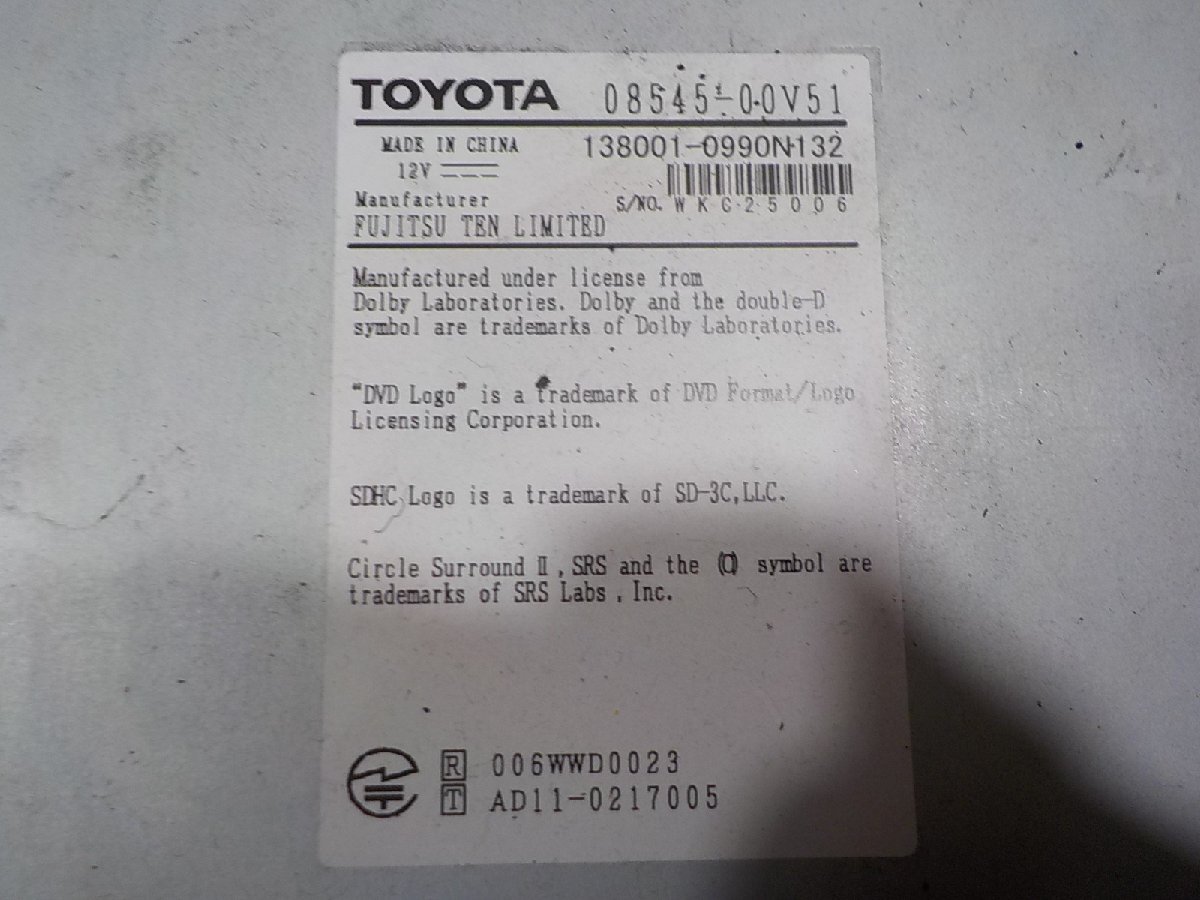 TOYOTA 08545-00V51
MADE IN CHINA 138001-0990N132
12V
Manufacturer S/NO. WKC25006
FUJITSU TEN LIMITED
Manufactured under license from
Dolby Laboratories. Dolby and the double-D
symbol are trademarks of Dolby Laboratories.
"DVD Logo" is a trademark of DVD Format/Logo
Licensing Corporation.
SDHC Logo is a trademark of SD-3C,LLC.
Circle Surround Ⅱ, SRS and the symbol are
trademarks of SRS Labs, Inc.
R 006WWD0023
T AD11-0217005